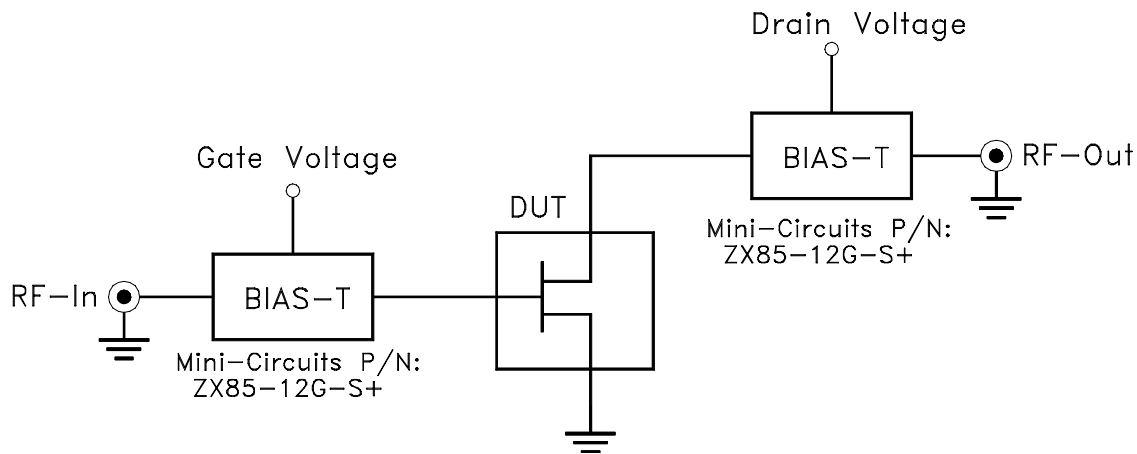 Drain Voltage
BIAS-T
RF-Out
Mini-Circuits P/N:
ZX85-12G-S+
Gate Voltage
DUT
RF-In
BIAS-T
Mini-Circuits P/N:
ZX85-12G-S+